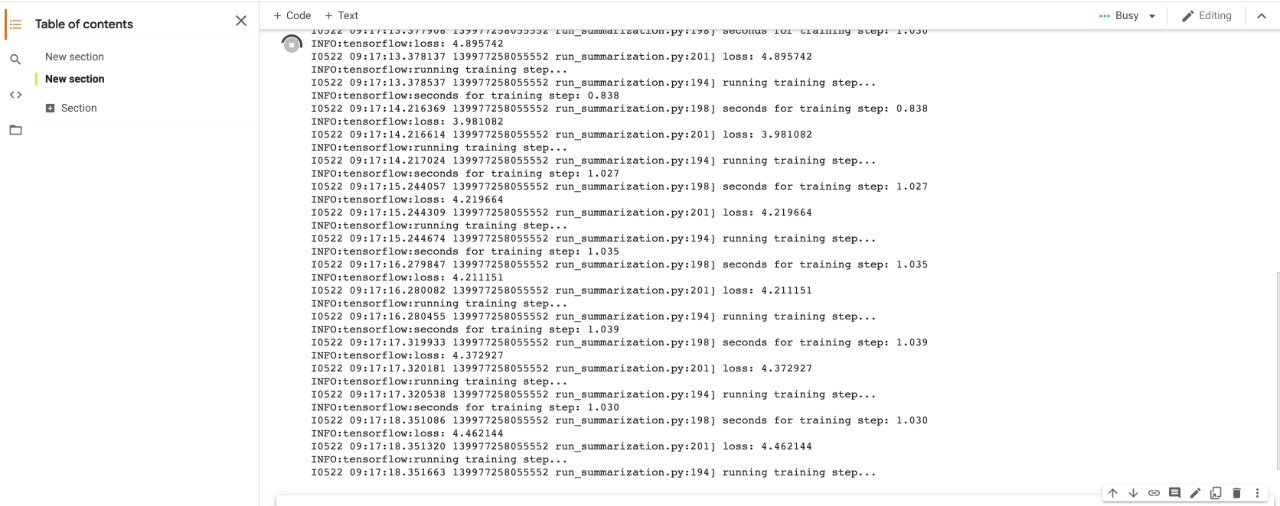 Table of contents
New section
New section
Section
+ Code + Text
Busy
Editing
I0522 09:17:13.377908 139977258055552 run_summarization.py:198] seconds for training step: 1.030
INFO:tensorflow:loss: 4.895742
I0522 09:17:13.378137 139977258055552 run_summarization.py:201] loss: 4.895742
INFO:tensorflow:running training step...
I0522 09:17:13.378537 139977258055552 run_summarization.py:194] running training step...
INFO:tensorflow:seconds for training step: 0.838
I0522 09:17:14.216369 139977258055552 run_summarization.py:198] seconds for training step: 0.838
INFO:tensorflow:loss: 3.981082
I0522 09:17:14.216614 139977258055552 run_summarization.py:201] loss: 3.981082
INFO:tensorflow:running training step...
I0522 09:17:14.217024 139977258055552 run_summarization.py:194] running training step...
INFO:tensorflow:seconds for training step: 1.027
I0522 09:17:15.244057 139977258055552 run_summarization.py:198] seconds for training step: 1.027
INFO:tensorflow:loss: 4.219664
I0522 09:17:15.244309 139977258055552 run_summarization.py:201] loss: 4.219664
INFO:tensorflow:running training step...
I0522 09:17:15.244674 139977258055552 run_summarization.py:194] running training step...
INFO:tensorflow:seconds for training step: 1.035
I0522 09:17:16.279847 139977258055552 run_summarization.py:198] seconds for training step: 1.035
INFO:tensorflow:loss: 4.211151
I0522 09:17:16.280082 139977258055552 run_summarization.py:201] loss: 4.211151
INFO:tensorflow:running training step...
I0522 09:17:16.280455 139977258055552 run_summarization.py:194] running training step...
INFO:tensorflow:seconds for training step: 1.039
I0522 09:17:17.319933 139977258055552 run_summarization.py:198] seconds for training step: 1.039
INFO:tensorflow:loss: 4.372927
I0522 09:17:17.320181 139977258055552 run_summarization.py:201] loss: 4.372927
INFO:tensorflow:running training step...
I0522 09:17:17.320538 139977258055552 run_summarization.py:194] running training step...
INFO:tensorflow:seconds for training step: 1.030
I0522 09:17:18.351086 139977258055552 run_summarization.py:198] seconds for training step: 1.030
INFO:tensorflow:loss: 4.462144
I0522 09:17:18.351320 139977258055552 run_summarization.py:201] loss: 4.462144
INFO:tensorflow:running training step...
I0522 09:17:18.351663 139977258055552 run_summarization.py:194] running training step...